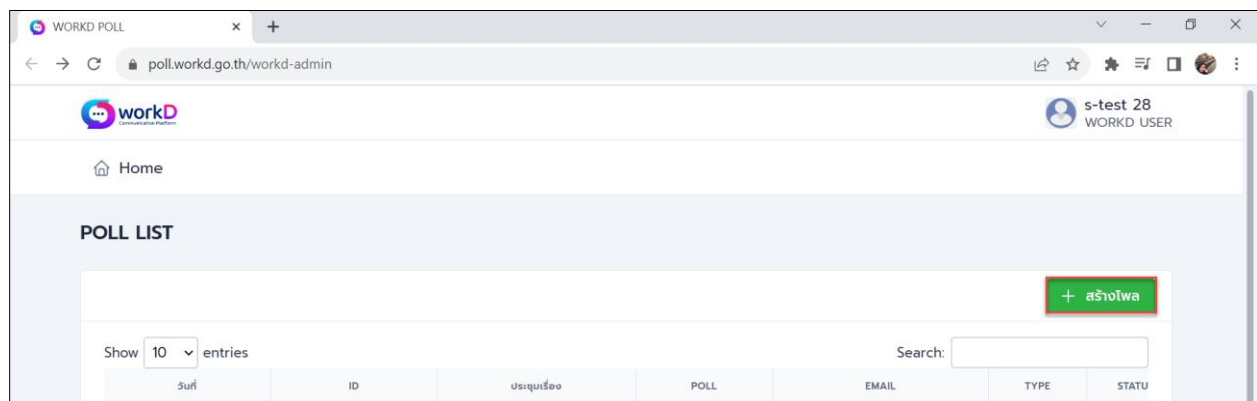 WORKD POLL
poll.workd.go.th/workd-admin
workD
Communication Platform
s-test 28
WORKD USER
Home
POLL LIST
+ สร้างโพล
Show 10 entries
Search:
วันที่ ID ประชุมเรื่อง POLL EMAIL TYPE STATU